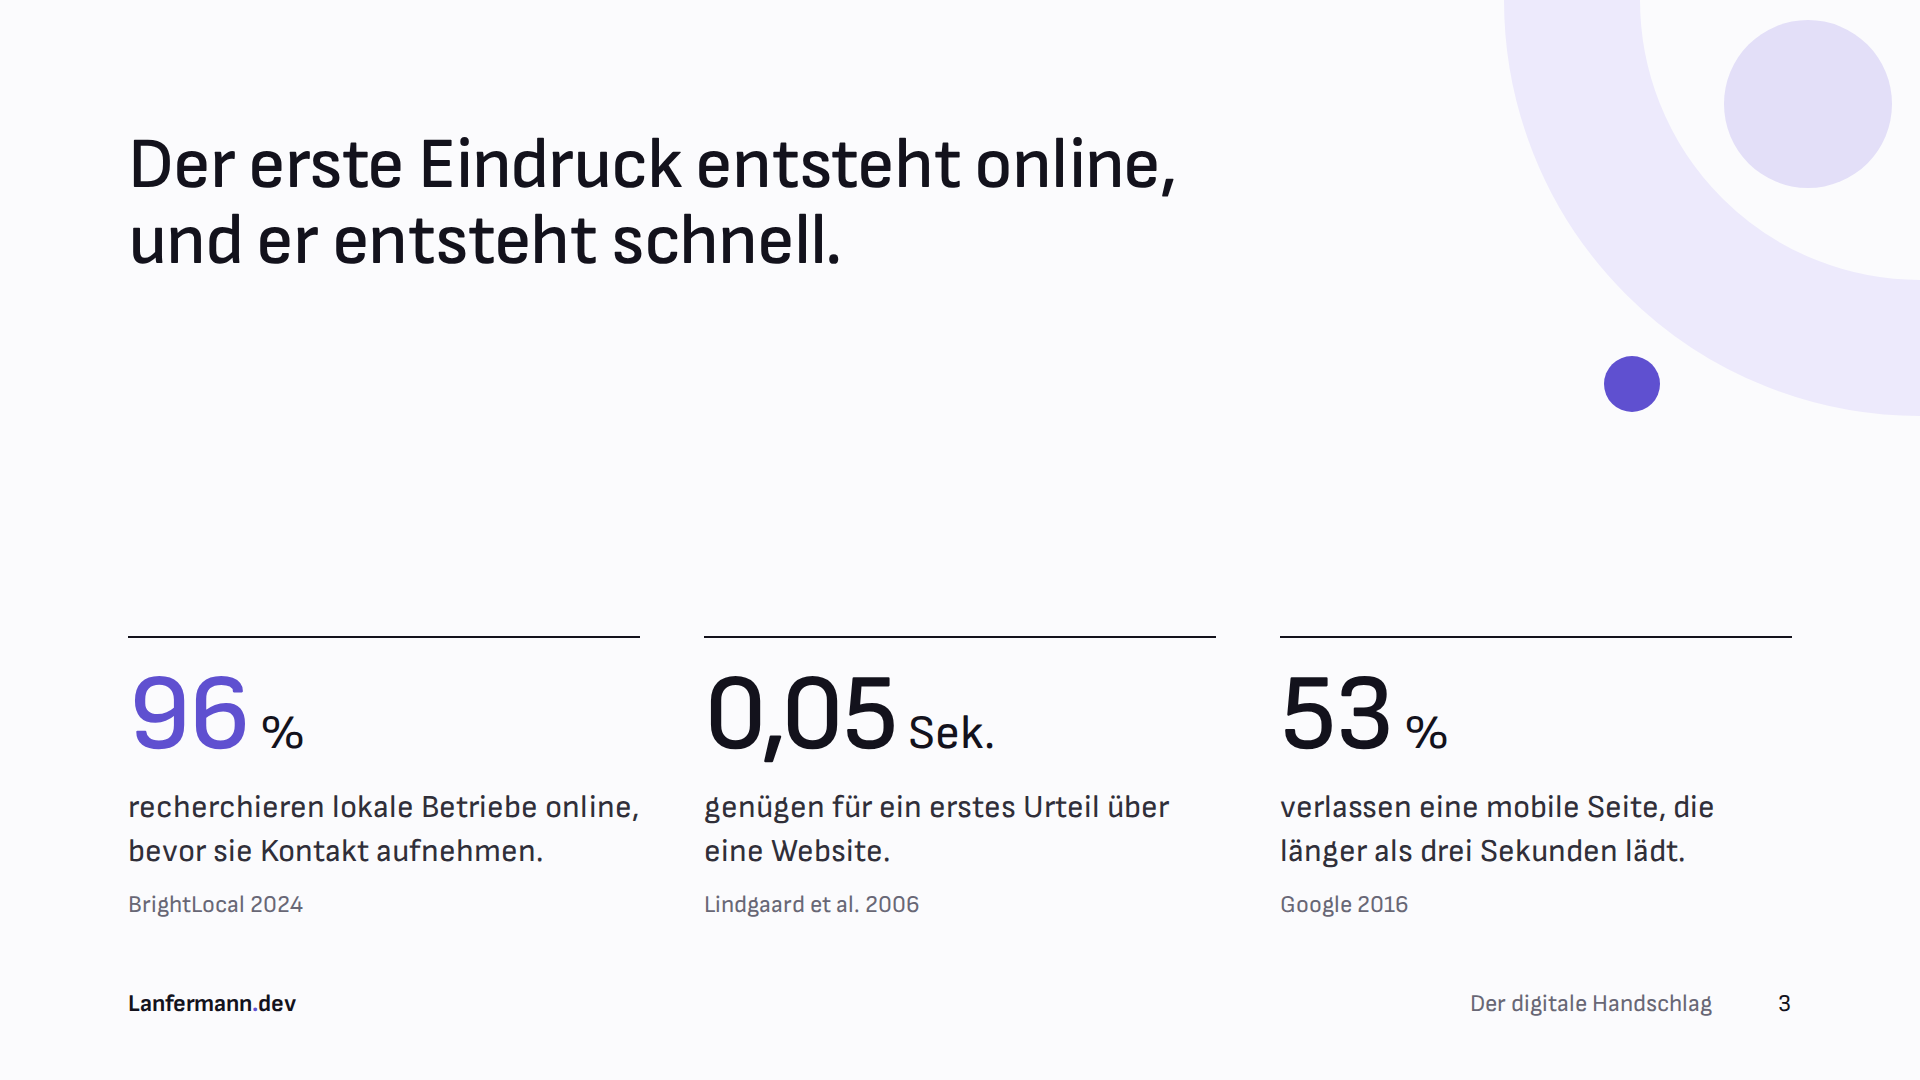 Der erste Eindruck entsteht online,
und er entsteht schnell.
96 %
recherchieren lokale Betriebe online,
bevor sie Kontakt aufnehmen.
BrightLocal 2024
0,05 Sek.
genügen für ein erstes Urteil über
eine Website.
Lindgaard et al. 2006
53 %
verlassen eine mobile Seite, die
länger als drei Sekunden lädt.
Google 2016
Lanfermann.dev
Der digitale Handschlag
3